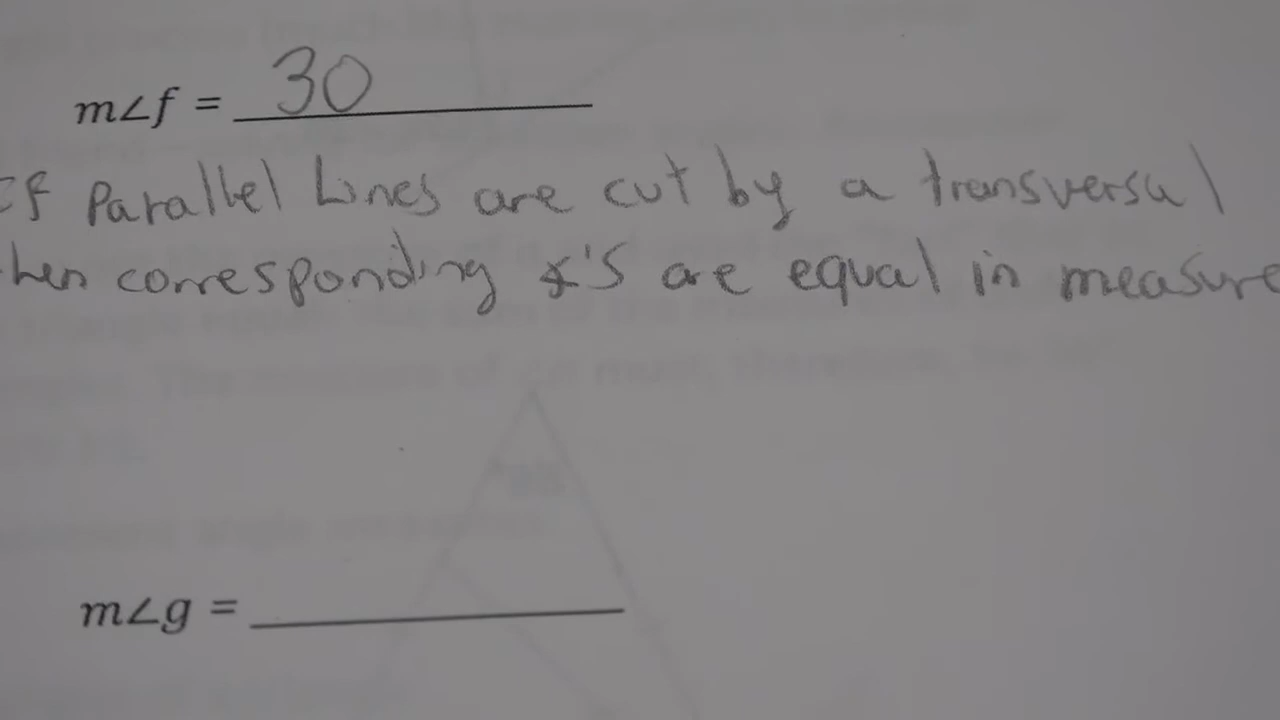 m∠f = 30
If Parallel Lines are cut by a transversal
then corresponding ∡'s are equal in measure
m∠g =